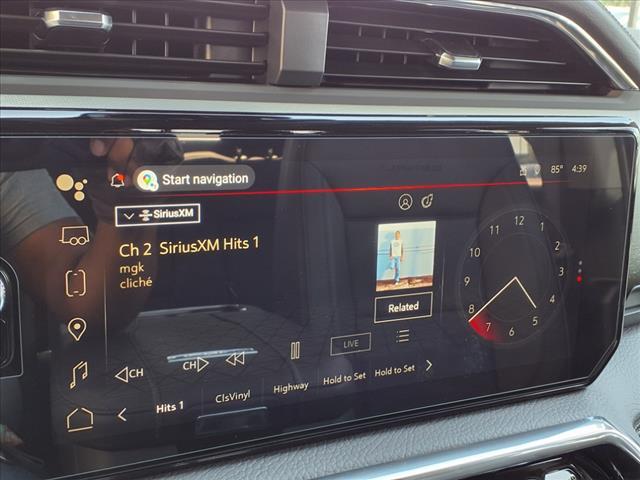 Start navigation
85° 4:39
SiriusXM
Ch 2 SiriusXM Hits 1
mgk
cliché
Related
12
1
2
3
4
5
6
7
8
9
10
11
CH
CH
LIVE
Hits 1
ClsVinyl
Highway
Hold to Set
Hold to Set